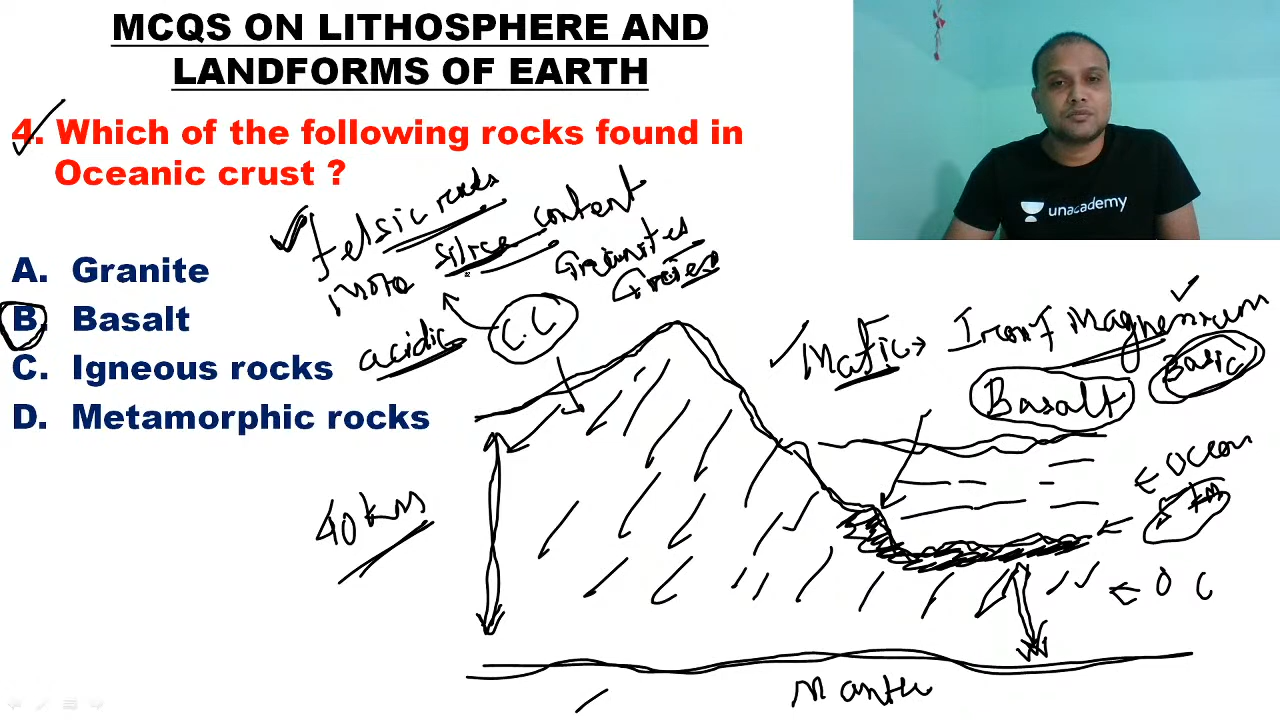 MCQS ON LITHOSPHERE AND
LANDFORMS OF EARTH
4. Which of the following rocks found in
Oceanic crust ?
A. Granite
B. Basalt
C. Igneous rocks
D. Metamorphic rocks
unacademy
felsic rocks
more silica content
Granites
acidic
C.C
Mafic → Iron + Magnesium
Basalt
Basic
40 kms
← Ocean
5 km
← O C
Mantle